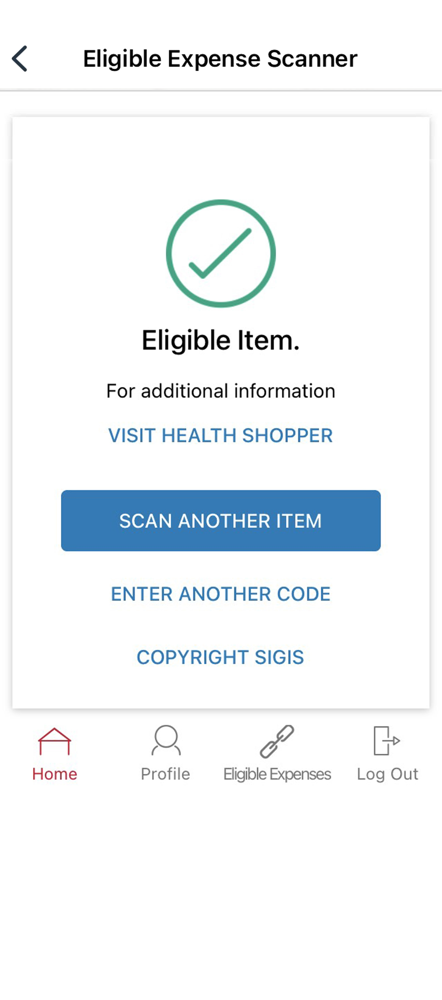 Eligible Expense Scanner
Eligible Item.
For additional information
VISIT HEALTH SHOPPER
SCAN ANOTHER ITEM
ENTER ANOTHER CODE
COPYRIGHT SIGIS
Home
Profile
Eligible Expenses
Log Out